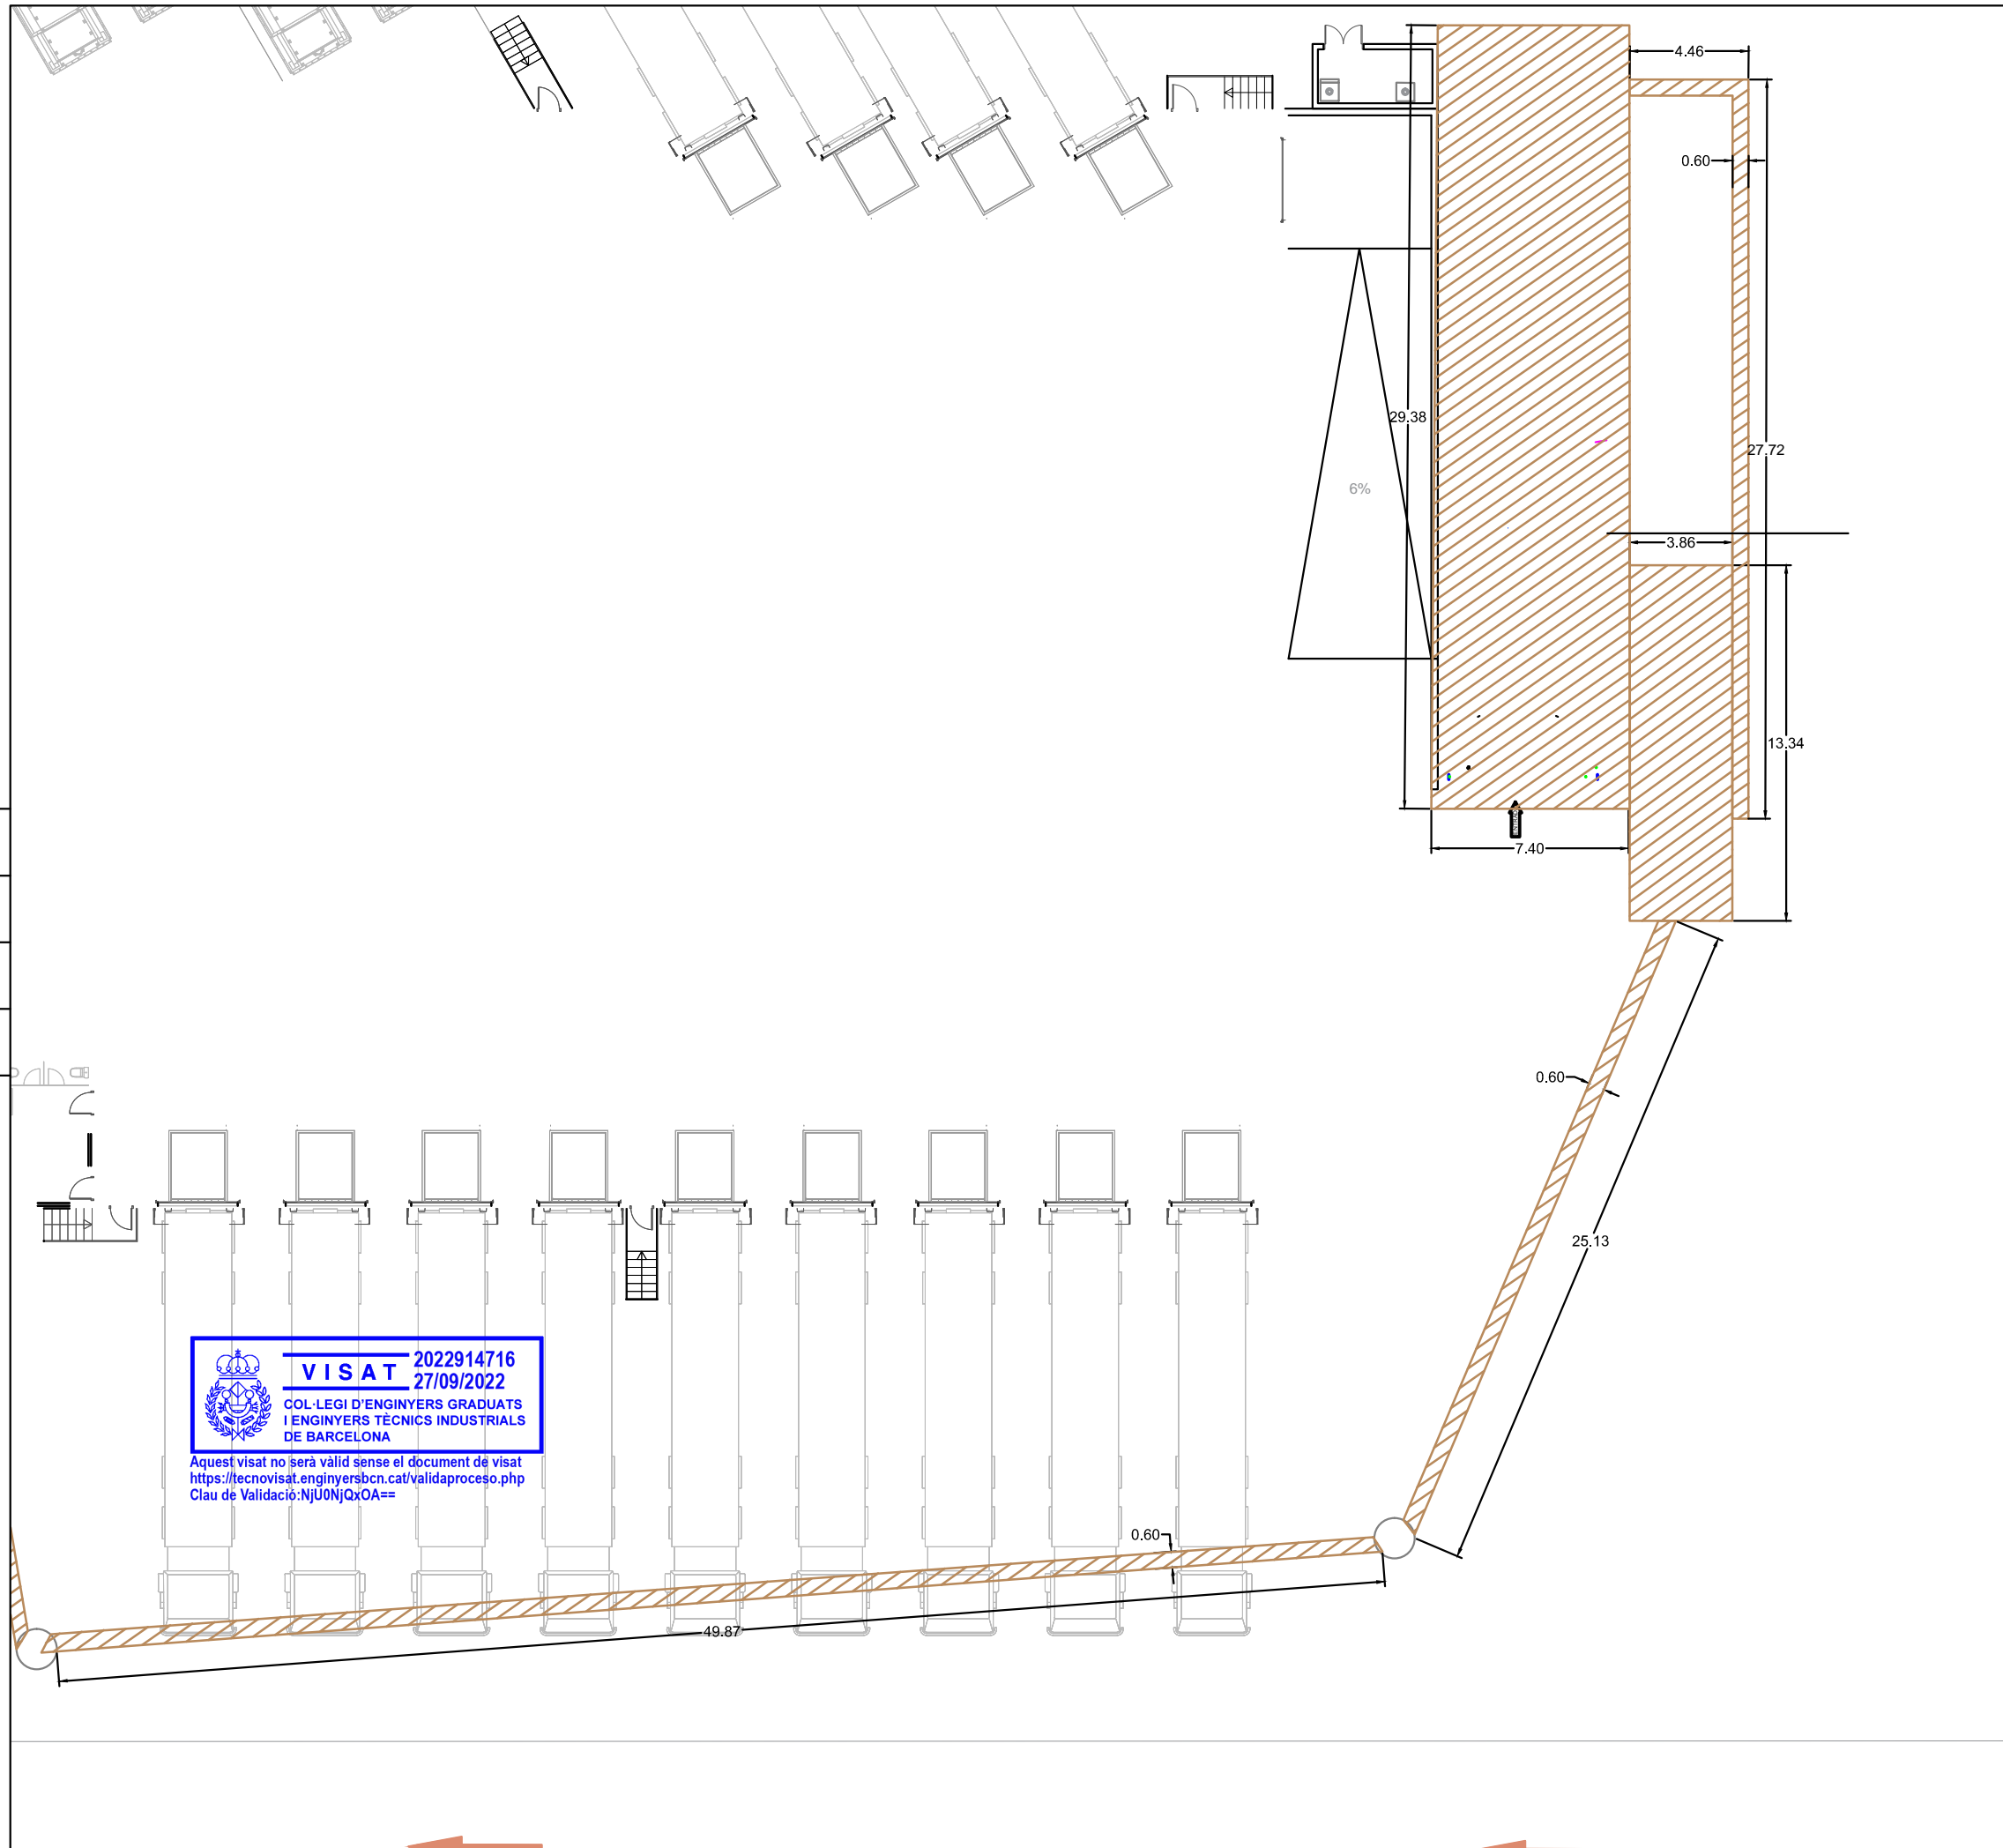 4.46
0.60
29.38
27.72
6%
3.86
13.34
7.40
0.60
25.13
VISAT
2022914716
27/09/2022
COL·LEGI D'ENGINYERS GRADUATS
I ENGINYERS TÈCNICS INDUSTRIALS
DE BARCELONA
Aquest visat no serà vàlid sense el document de visat
https://tecnovisat.enginyersbcn.cat/validaproceso.php
Clau de Validació:NjU0NjQxOA==
0.60
49.87